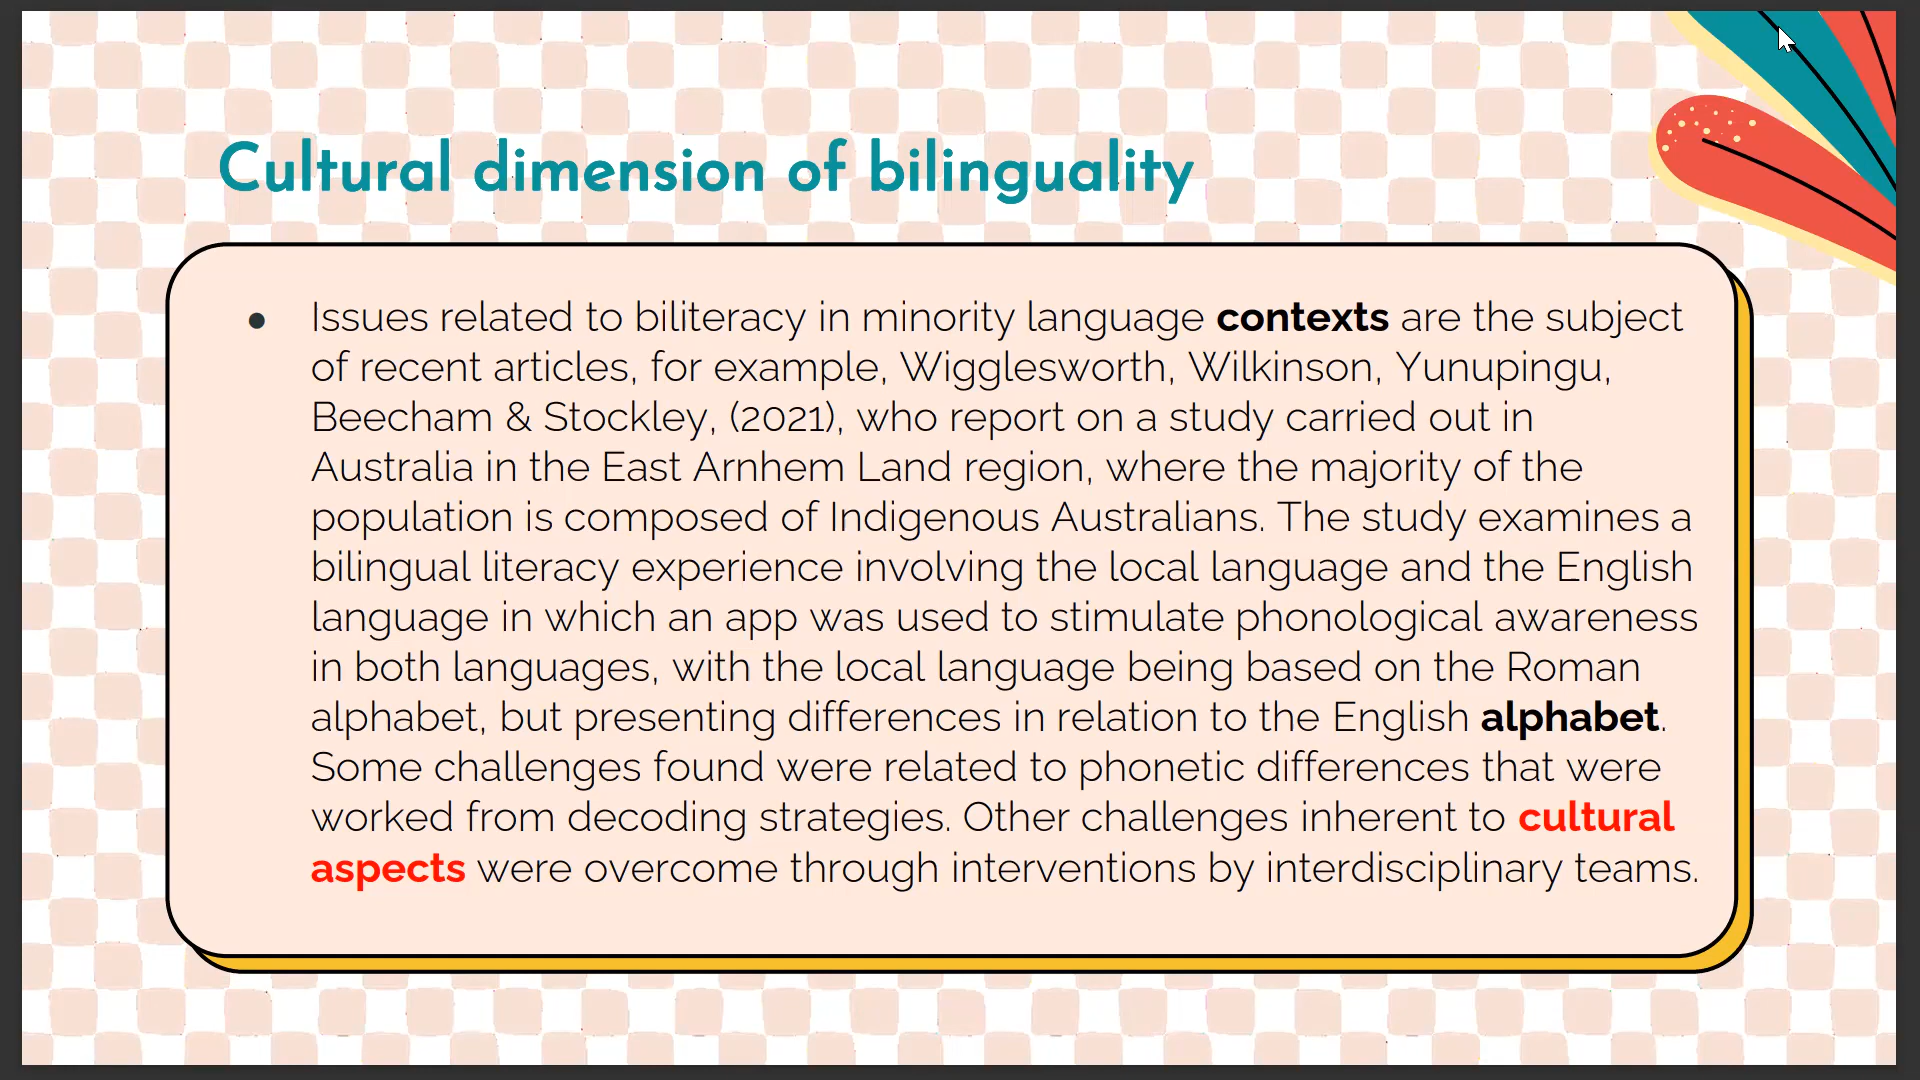 Cultural dimension of bilinguality
● Issues related to biliteracy in minority language contexts are the subject
of recent articles, for example, Wigglesworth, Wilkinson, Yunupingu,
Beecham & Stockley, (2021), who report on a study carried out in
Australia in the East Arnhem Land region, where the majority of the
population is composed of Indigenous Australians. The study examines a
bilingual literacy experience involving the local language and the English
language in which an app was used to stimulate phonological awareness
in both languages, with the local language being based on the Roman
alphabet, but presenting differences in relation to the English alphabet.
Some challenges found were related to phonetic differences that were
worked from decoding strategies. Other challenges inherent to cultural
aspects were overcome through interventions by interdisciplinary teams.